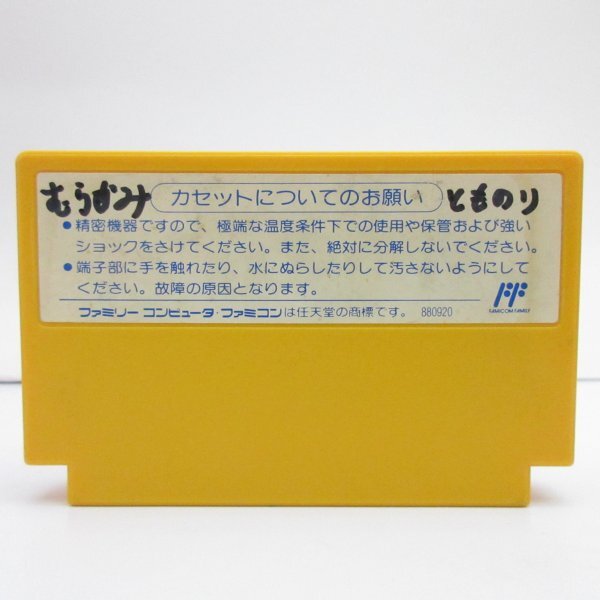 むらずみ カセットについてのお願い とものり
●精密機器ですので、極端な温度条件下での使用や保管および強い
ショックをさけてください。また、絶対に分解しないでください。
●端子部に手を触れたり、水にぬらしたりして汚さないようにして
ください。故障の原因となります。
ファミリー コンピュータ・ファミコンは任天堂の商標です。 880920
FAMICOM FAMILY